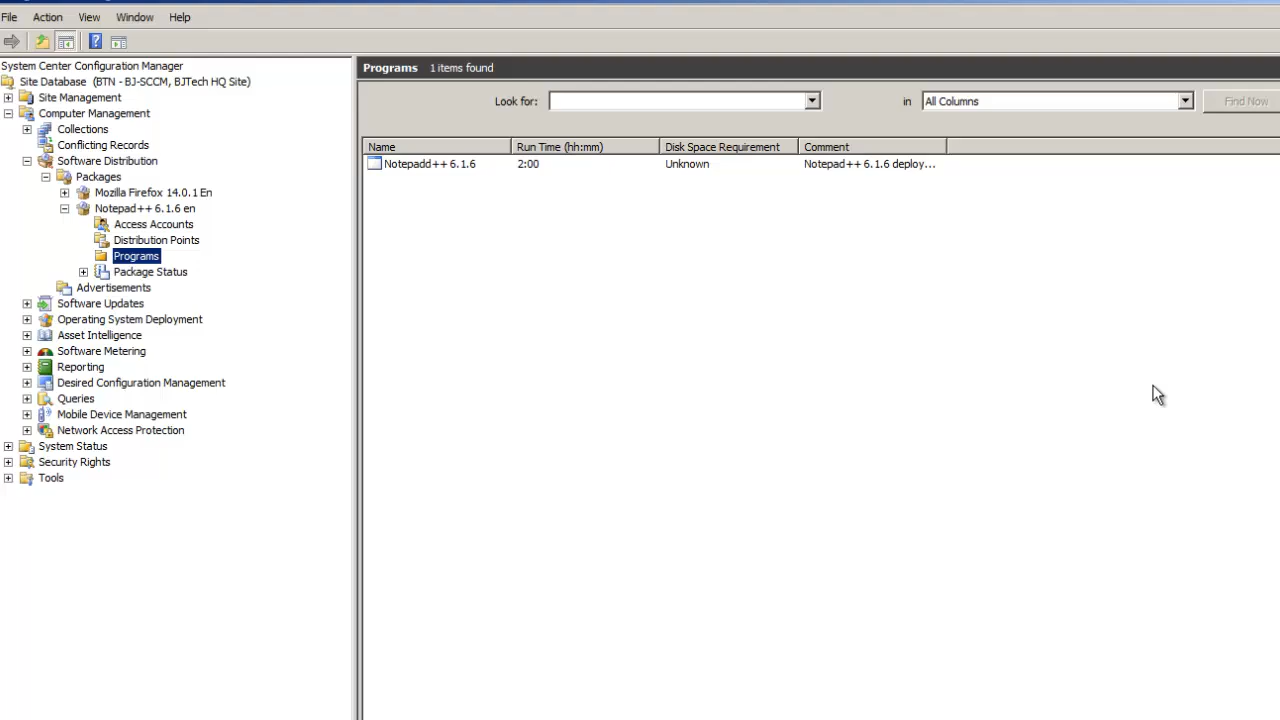 File Action View Window Help
System Center Configuration Manager
Site Database (BTN - BJ-SCCM, BJTech HQ Site)
Site Management
Computer Management
Collections
Conflicting Records
Software Distribution
Packages
Mozilla Firefox 14.0.1 En
Notepad++ 6.1.6 en
Access Accounts
Distribution Points
Programs
Package Status
Advertisements
Software Updates
Operating System Deployment
Asset Intelligence
Software Metering
Reporting
Desired Configuration Management
Queries
Mobile Device Management
Network Access Protection
System Status
Security Rights
Tools
Programs 1 items found
Look for: in All Columns Find Now
Name Run Time (hh:mm) Disk Space Requirement Comment
Notepadd++ 6.1.6 2:00 Unknown Notepad++ 6.1.6 deploy...